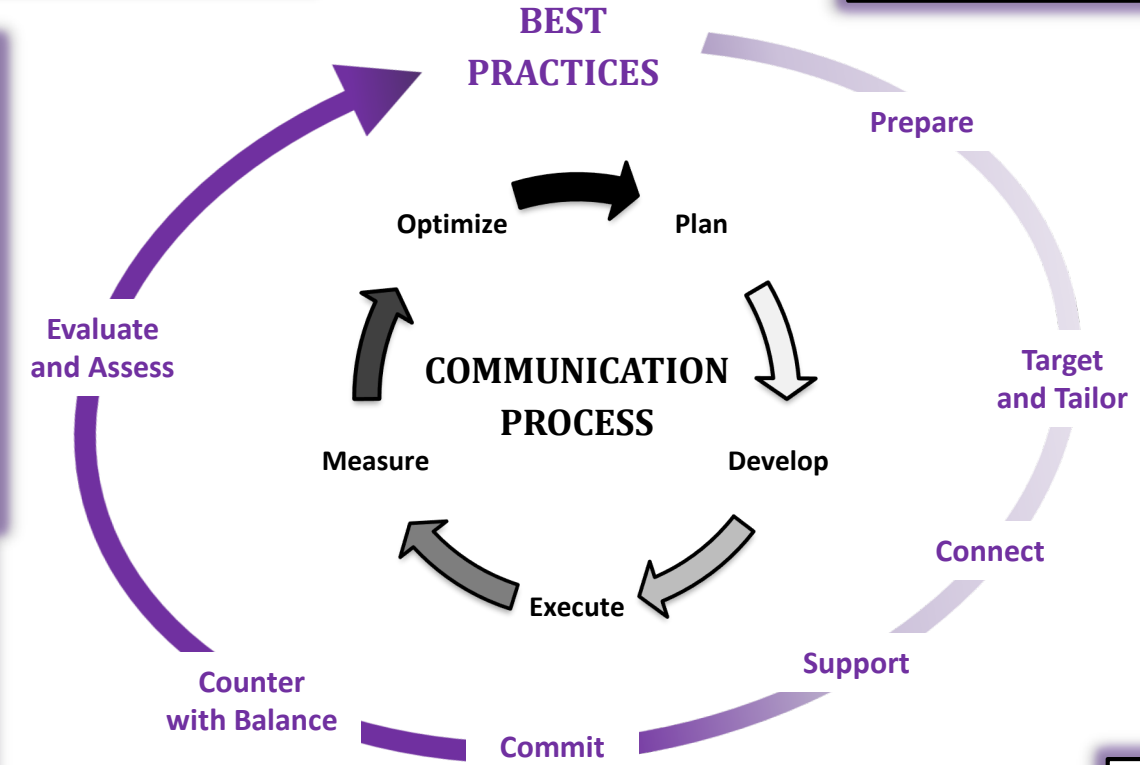 BEST
PRACTICES
Prepare
Optimize
Plan
Evaluate
and Assess
COMMUNICATION
PROCESS
Target
and Tailor
Measure
Develop
Connect
Execute
Support
Counter
with Balance
Commit